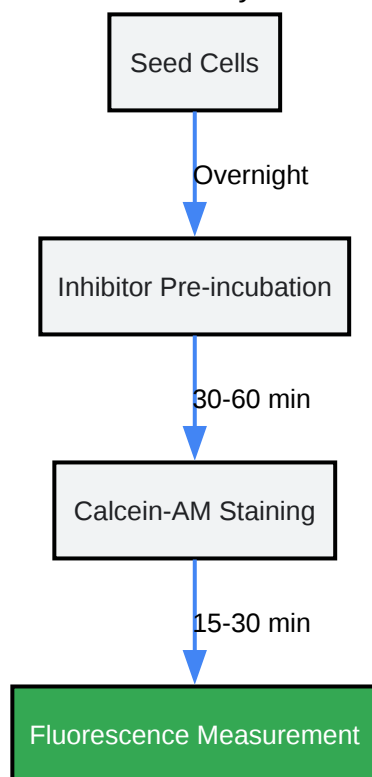 Seed Cells
Overnight
Inhibitor Pre-incubation
30-60 min
Calcein-AM Staining
15-30 min
Fluorescence Measurement